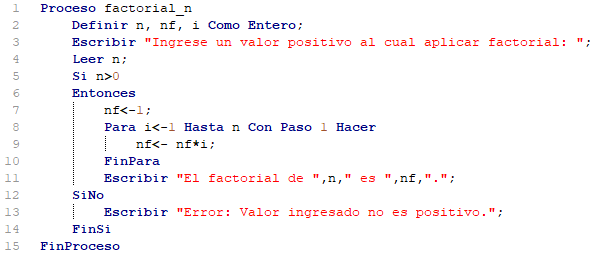 1 Proceso factorial_n
2 Definir n, nf, i Como Entero;
3 Escribir "Ingrese un valor positivo al cual aplicar factorial: ";
4 Leer n;
5 Si n>0
6 Entonces
7 nf<-1;
8 Para i<-1 Hasta n Con Paso 1 Hacer
9 nf<- nf*i;
10 FinPara
11 Escribir "El factorial de ",n," es ",nf,".";
12 SiNo
13 Escribir "Error: Valor ingresado no es positivo.";
14 FinSi
15 FinProceso